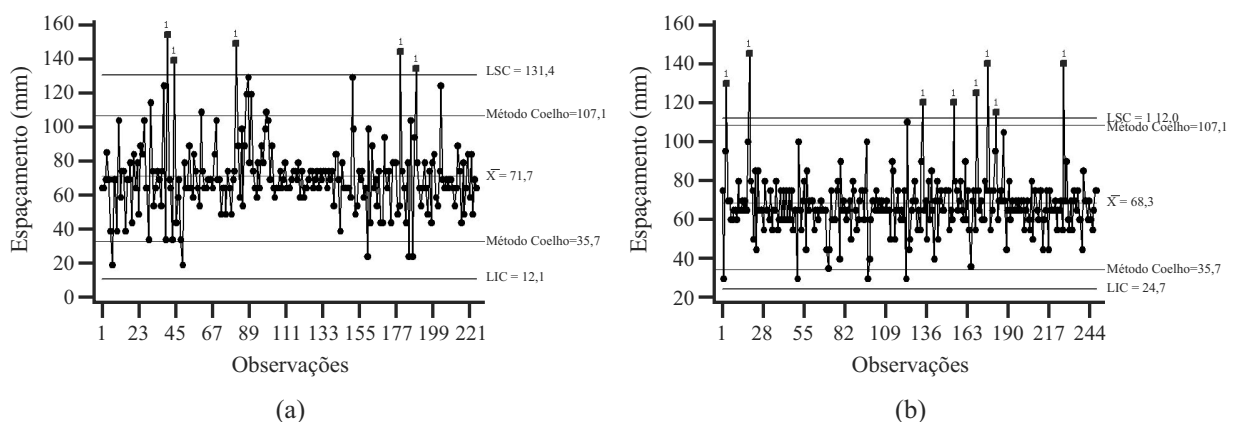 (a)
160
140
120
100
80
60
40
20
0
Espaçamento (mm)
1
1
1
1
1
LSC = 131,4
Método Coelho=107,1
X̅ = 71,7
Método Coelho=35,7
LIC = 12,1
1 23 45 67 89 111 133 155 177 199 221
Observações
(a)
(b)
160
140
120
100
80
60
40
20
Espaçamento (mm)
1
1
1
1
1
1
1
1
LSC = 1,12,0
Método Coelho=107,1
X̅ = 68,3
Método Coelho=35,7
LIC = 24,7
1 28 55 82 109 136 163 190 217 244
Observações
(b)